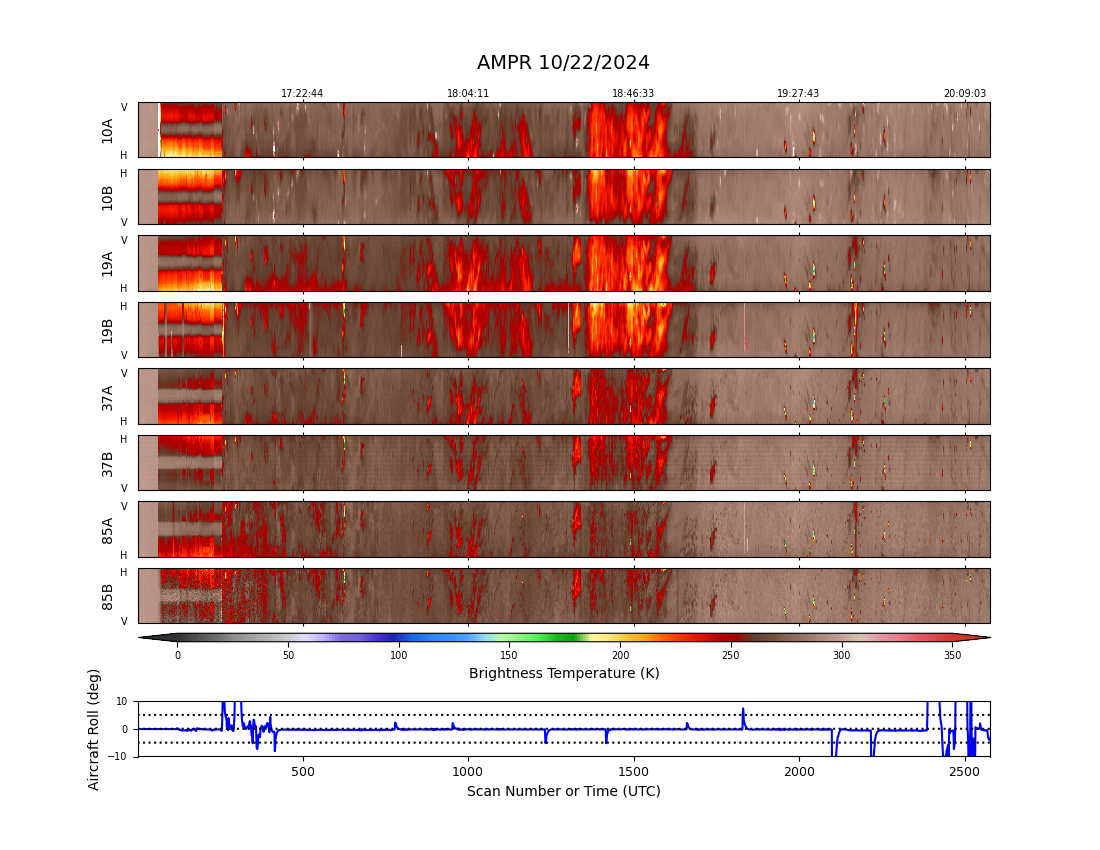 AMPR 10/22/2024
17:22:44 18:04:11 18:46:33 19:27:43 20:09:03
10A V H
10B H V
19A V H
19B H V
37A V H
37B H V
85A V H
85B H V
0 50 100 150 200 250 300 350
Brightness Temperature (K)
Aircraft Roll (deg)
10
0
−10
500 1000 1500 2000 2500
Scan Number or Time (UTC)